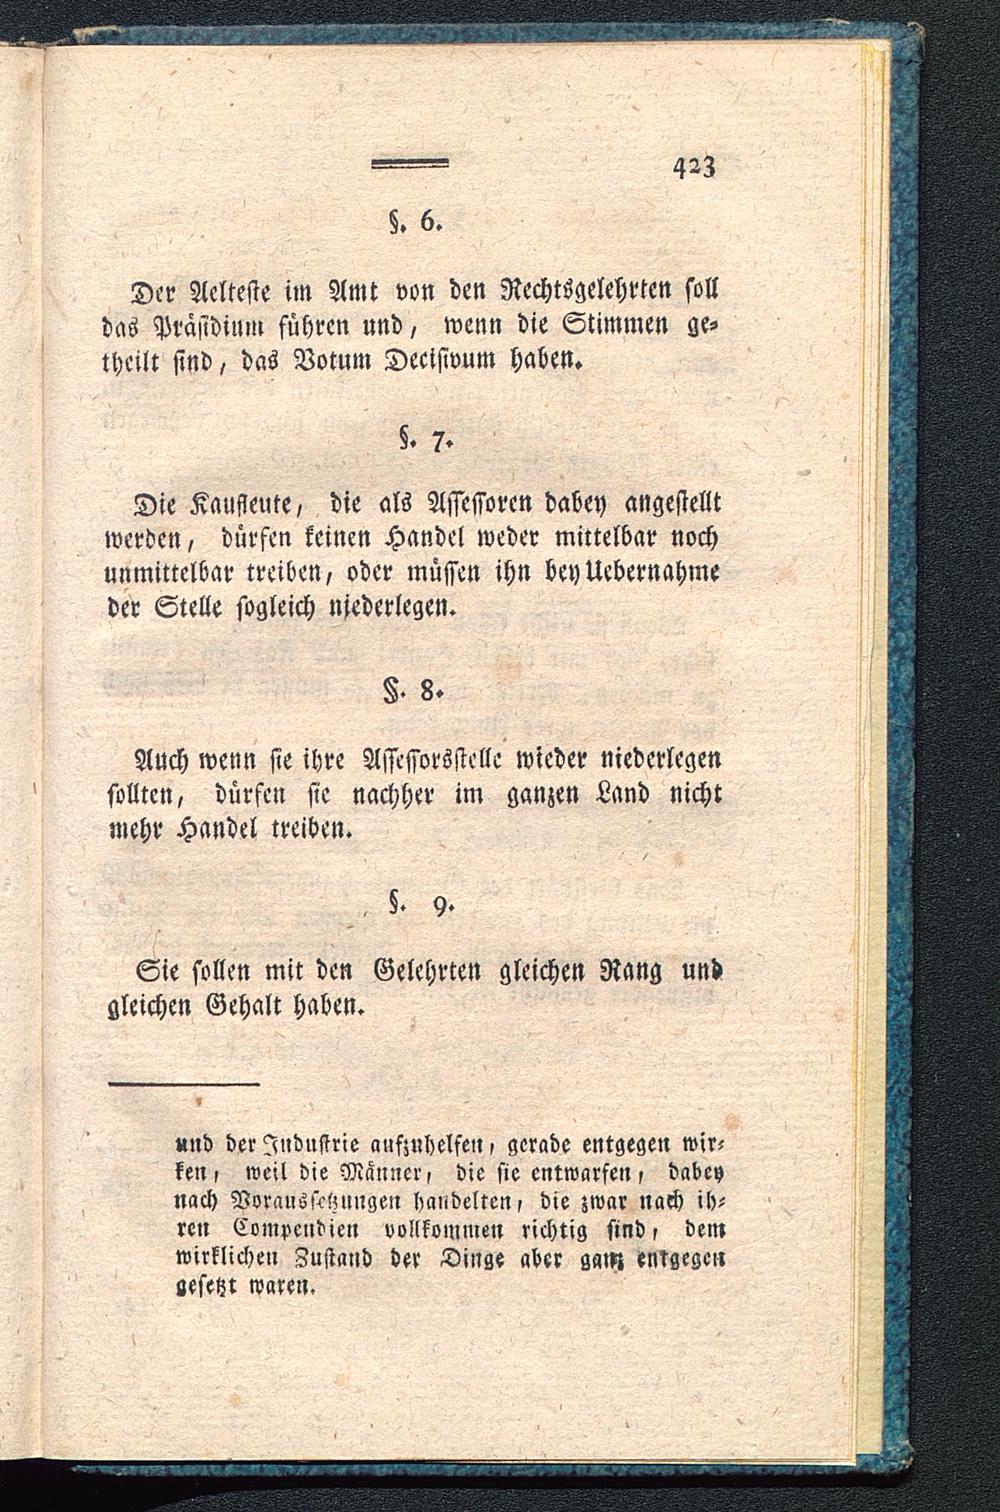 423
§. 6.
Der Aelteste im Amt von den Rechtsgelehrten soll
das Präsidium führen und, wenn die Stimmen ge-
theilt sind, das Votum Decisivum haben.
§. 7.
Die Kaufleute, die als Assessoren dabey angestellt
werden, dürfen keinen Handel weder mittelbar noch
unmittelbar treiben, oder müssen ihn bey Uebernahme
der Stelle sogleich niederlegen.
§. 8.
Auch wenn sie ihre Assessorsstelle wieder niederlegen
sollten, dürfen sie nachher im ganzen Land nicht
mehr Handel treiben.
§. 9.
Sie sollen mit den Gelehrten gleichen Rang und
gleichen Gehalt haben.
und der Industrie aufzuhelfen, gerade entgegen wir-
ken, weil die Männer, die sie entwarfen, dabey
nach Voraussetzungen handelten, die zwar nach ih-
ren Compendien vollkommen richtig sind, dem
wirklichen Zustand der Dinge aber ganz entgegen
gesetzt waren.